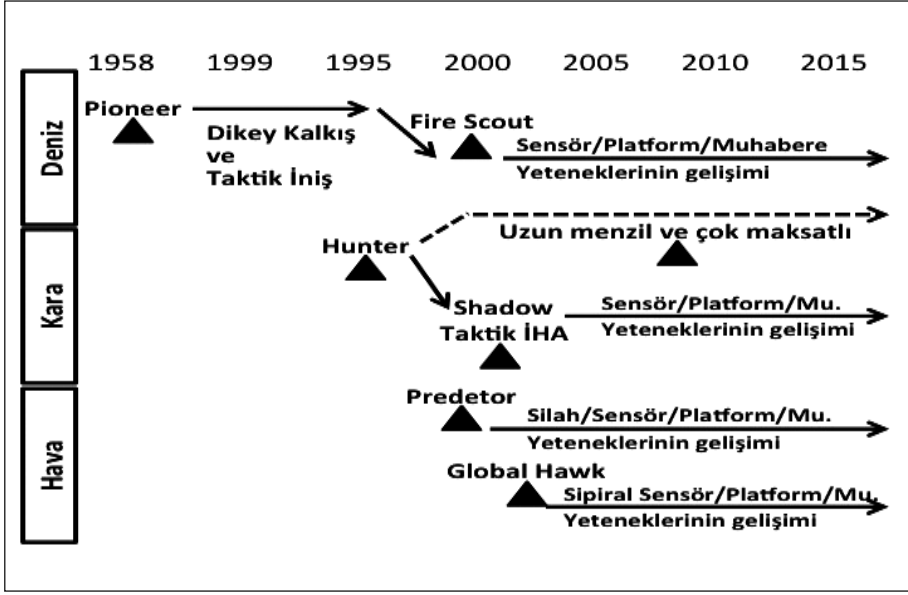 1958 1999 1995 2000 2005 2010 2015
Deniz
Pioneer
Dikey Kalkış
ve
Taktik İniş
Fire Scout
Sensör/Platform/Muhabere
Yeteneklerinin gelişimi
Kara
Hunter
Uzun menzil ve çok maksatlı
Shadow
Taktik İHA
Sensör/Platform/Mu.
Yeteneklerinin gelişimi
Hava
Predetor
Silah/Sensör/Platform/Mu.
Yeteneklerinin gelişimi
Global Hawk
Sipiral Sensör/Platform/Mu.
Yeteneklerinin gelişimi